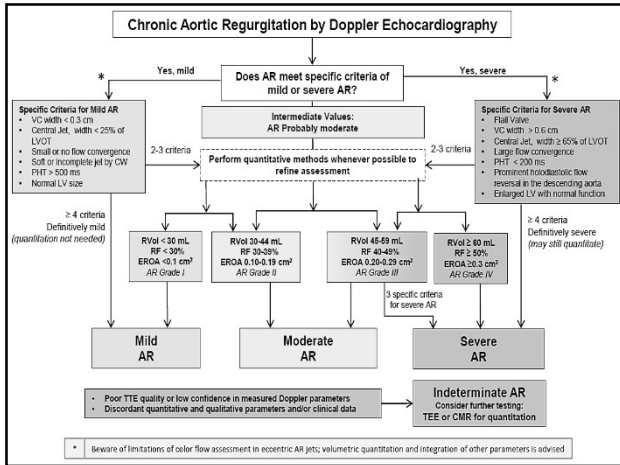 Chronic Aortic Regurgitation by Doppler Echocardiography
Yes, mild
Does AR meet specific criteria of
mild or severe AR?
Yes, severe
*
*
Specific Criteria for Mild AR
• VC width < 0.3 cm
• Central Jet, width < 25% of
LVOT
• Small or no flow convergence
• Soft or incomplete jet by CW
• PHT > 500 ms
• Normal LV size
Intermediate Values:
AR Probably moderate
Specific Criteria for Severe AR
• Flail Valve
• VC width > 0.6 cm
• Central Jet, width ≥ 65% of LVOT
• Large flow convergence
• PHT < 200 ms
• Prominent holodiastolic flow
reversal in the descending aorta
• Enlarged LV with normal function
2-3 criteria
Perform quantitative methods whenever possible to
refine assessment
2-3 criteria
≥ 4 criteria
Definitively mild
(quantitation not needed)
RVol < 30 mL
RF < 30%
EROA <0.1 cm²
AR Grade I
RVol 30-44 mL
RF 30-39%
EROA 0.10-0.19 cm²
AR Grade II
RVol 45-59 mL
RF 40-49%
EROA 0.20-0.29 cm²
AR Grade III
RVol ≥ 60 mL
RF ≥ 50%
EROA ≥0.3 cm²
AR Grade IV
≥ 4 criteria
Definitively severe
(may still quantitate)
3 specific criteria
for severe AR
Mild
AR
Moderate
AR
Severe
AR
• Poor TTE quality or low confidence in measured Doppler parameters
• Discordant quantitative and qualitative parameters and/or clinical data
Indeterminate AR
Consider further testing:
TEE or CMR for quantitation
* Beware of limitations of color flow assessment in eccentric AR jets; volumetric quantitation and integration of other parameters is advised